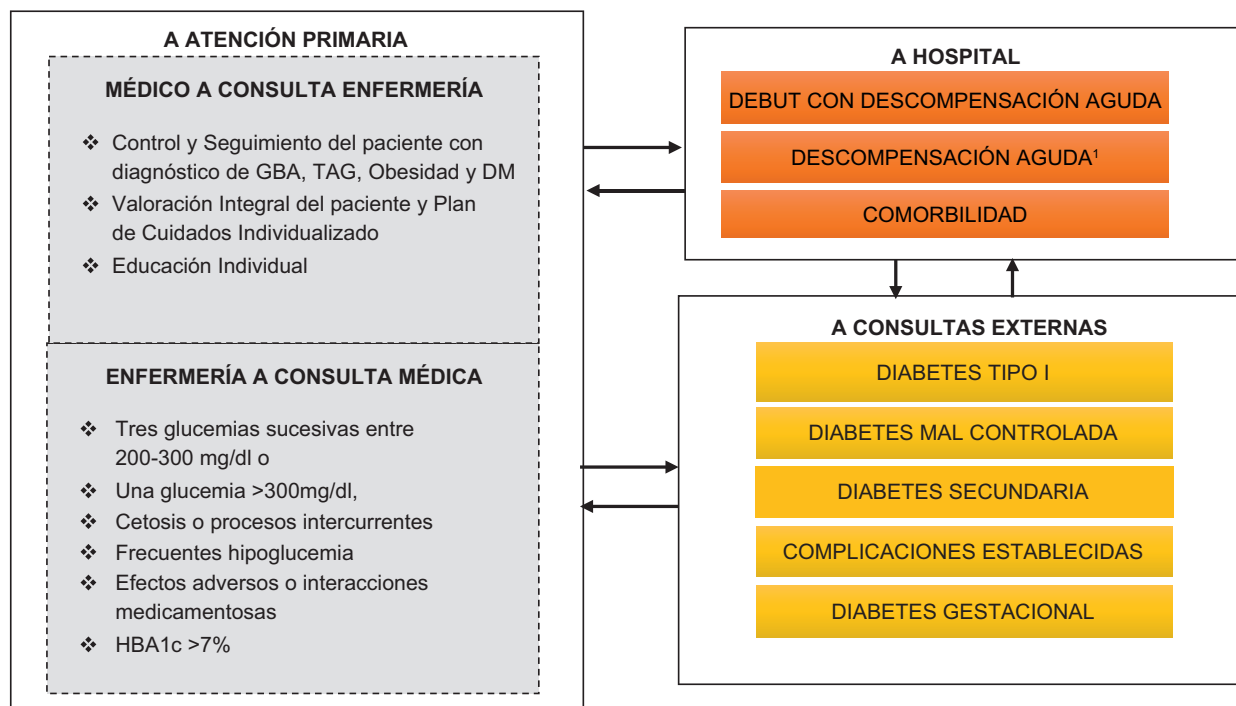 A ATENCIÓN PRIMARIA
MÉDICO A CONSULTA ENFERMERÍA
❖ Control y Seguimiento del paciente con
diagnóstico de GBA, TAG, Obesidad y DM
❖ Valoración Integral del paciente y Plan
de Cuidados Individualizado
❖ Educación Individual
ENFERMERÍA A CONSULTA MÉDICA
❖ Tres glucemias sucesivas entre
200-300 mg/dl o
❖ Una glucemia >300mg/dl,
❖ Cetosis o procesos intercurrentes
❖ Frecuentes hipoglucemia
❖ Efectos adversos o interacciones
medicamentosas
❖ HBA1c >7%
A HOSPITAL
DEBUT CON DESCOMPENSACIÓN AGUDA
DESCOMPENSACIÓN AGUDA¹
COMORBILIDAD
A CONSULTAS EXTERNAS
DIABETES TIPO I
DIABETES MAL CONTROLADA
DIABETES SECUNDARIA
COMPLICACIONES ESTABLECIDAS
DIABETES GESTACIONAL